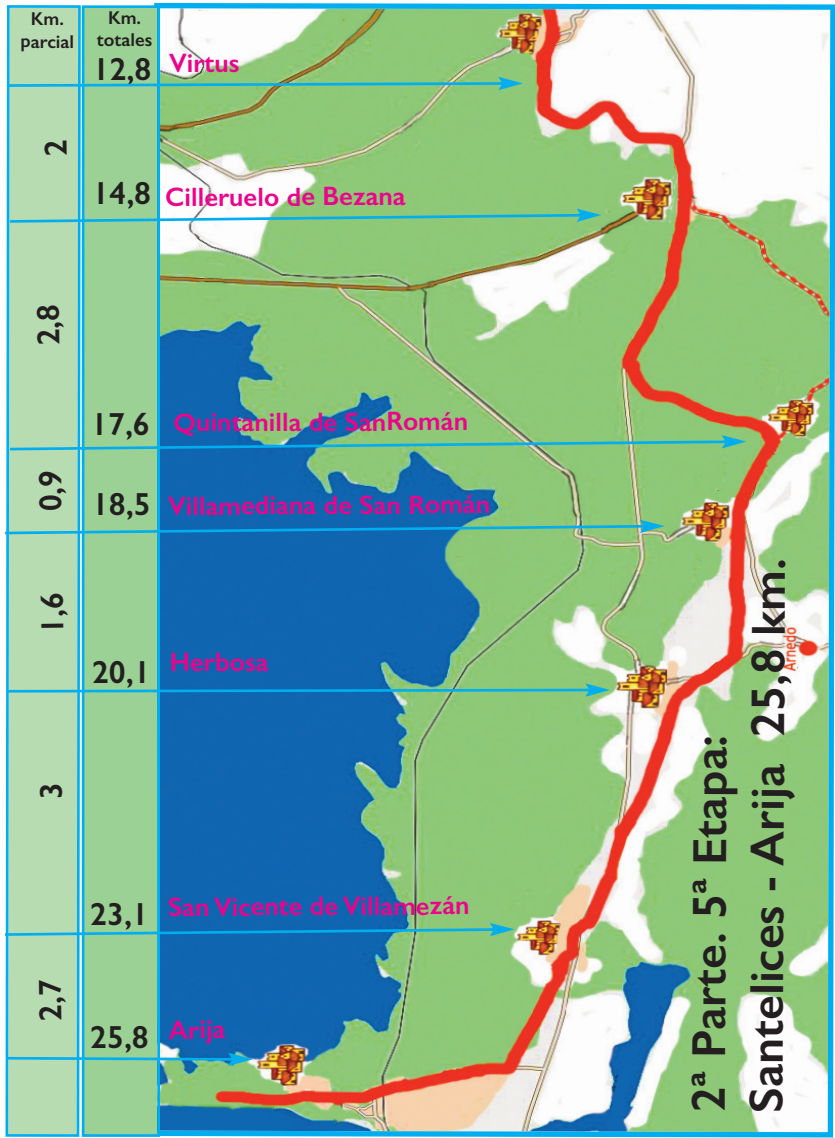 Km.
parcial
Km.
totales
12,8
Virtus
2
14,8
Cilleruelo de Bezana
2,8
17,6
Quintanilla de SanRomán
0,9
18,5
Villamediana de San Román
1,6
20,1
Herbosa
3
23,1
San Vicente de Villamezán
2,7
25,8
Arija
Arnedo
2ª Parte. 5ª Etapa:
Santelices - Arija 25,8 km.